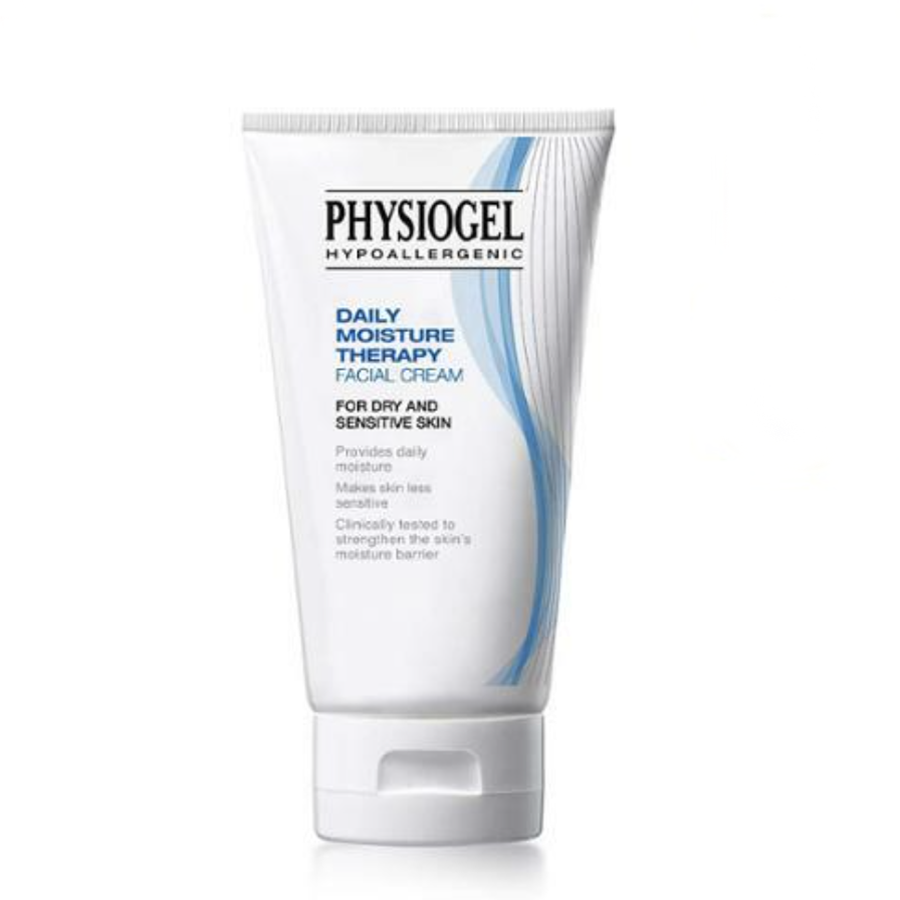 PHYSIOGEL
HYPOALLERGENIC
DAILY
MOISTURE
THERAPY
FACIAL CREAM
FOR DRY AND
SENSITIVE SKIN
Provides daily
moisture
Makes skin less
sensitive
Clinically tested to
strengthen the skin's
moisture barrier